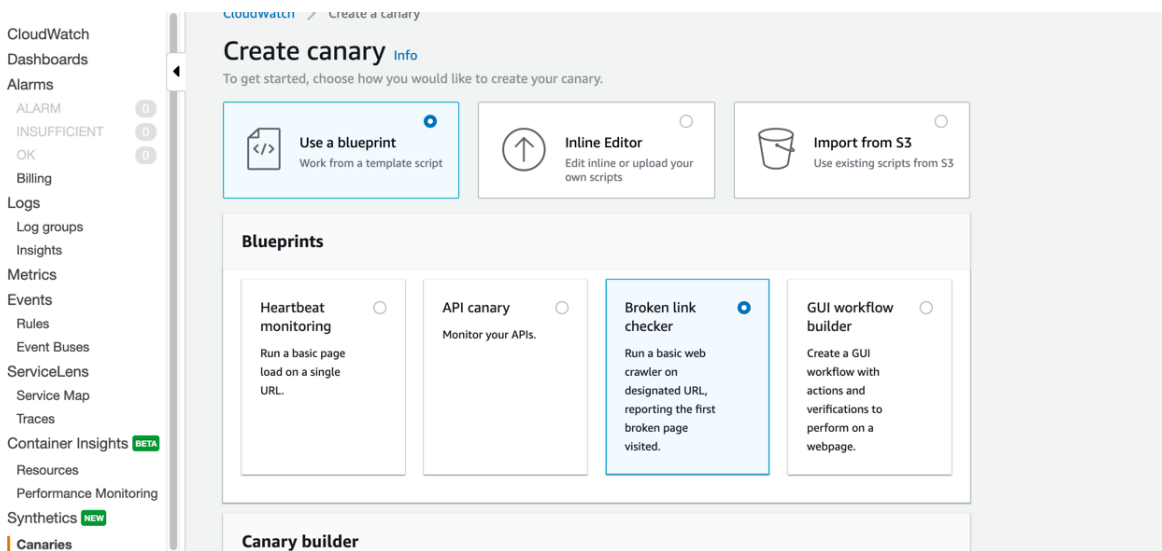 CloudWatch / Create a canary
CloudWatch
Dashboards
Alarms
ALARM 0
INSUFFICIENT 0
OK 0
Billing
Logs
Log groups
Insights
Metrics
Events
Rules
Event Buses
ServiceLens
Service Map
Traces
Container Insights BETA
Resources
Performance Monitoring
Synthetics NEW
Canaries
Create canary Info
To get started, choose how you would like to create your canary.
Use a blueprint
Work from a template script
Inline Editor
Edit inline or upload your
own scripts
Import from S3
Use existing scripts from S3
Blueprints
Heartbeat
monitoring
Run a basic page
load on a single
URL.
API canary
Monitor your APIs.
Broken link
checker
Run a basic web
crawler on
designated URL,
reporting the first
broken page
visited.
GUI workflow
builder
Create a GUI
workflow with
actions and
verifications to
perform on a
webpage.
Canary builder